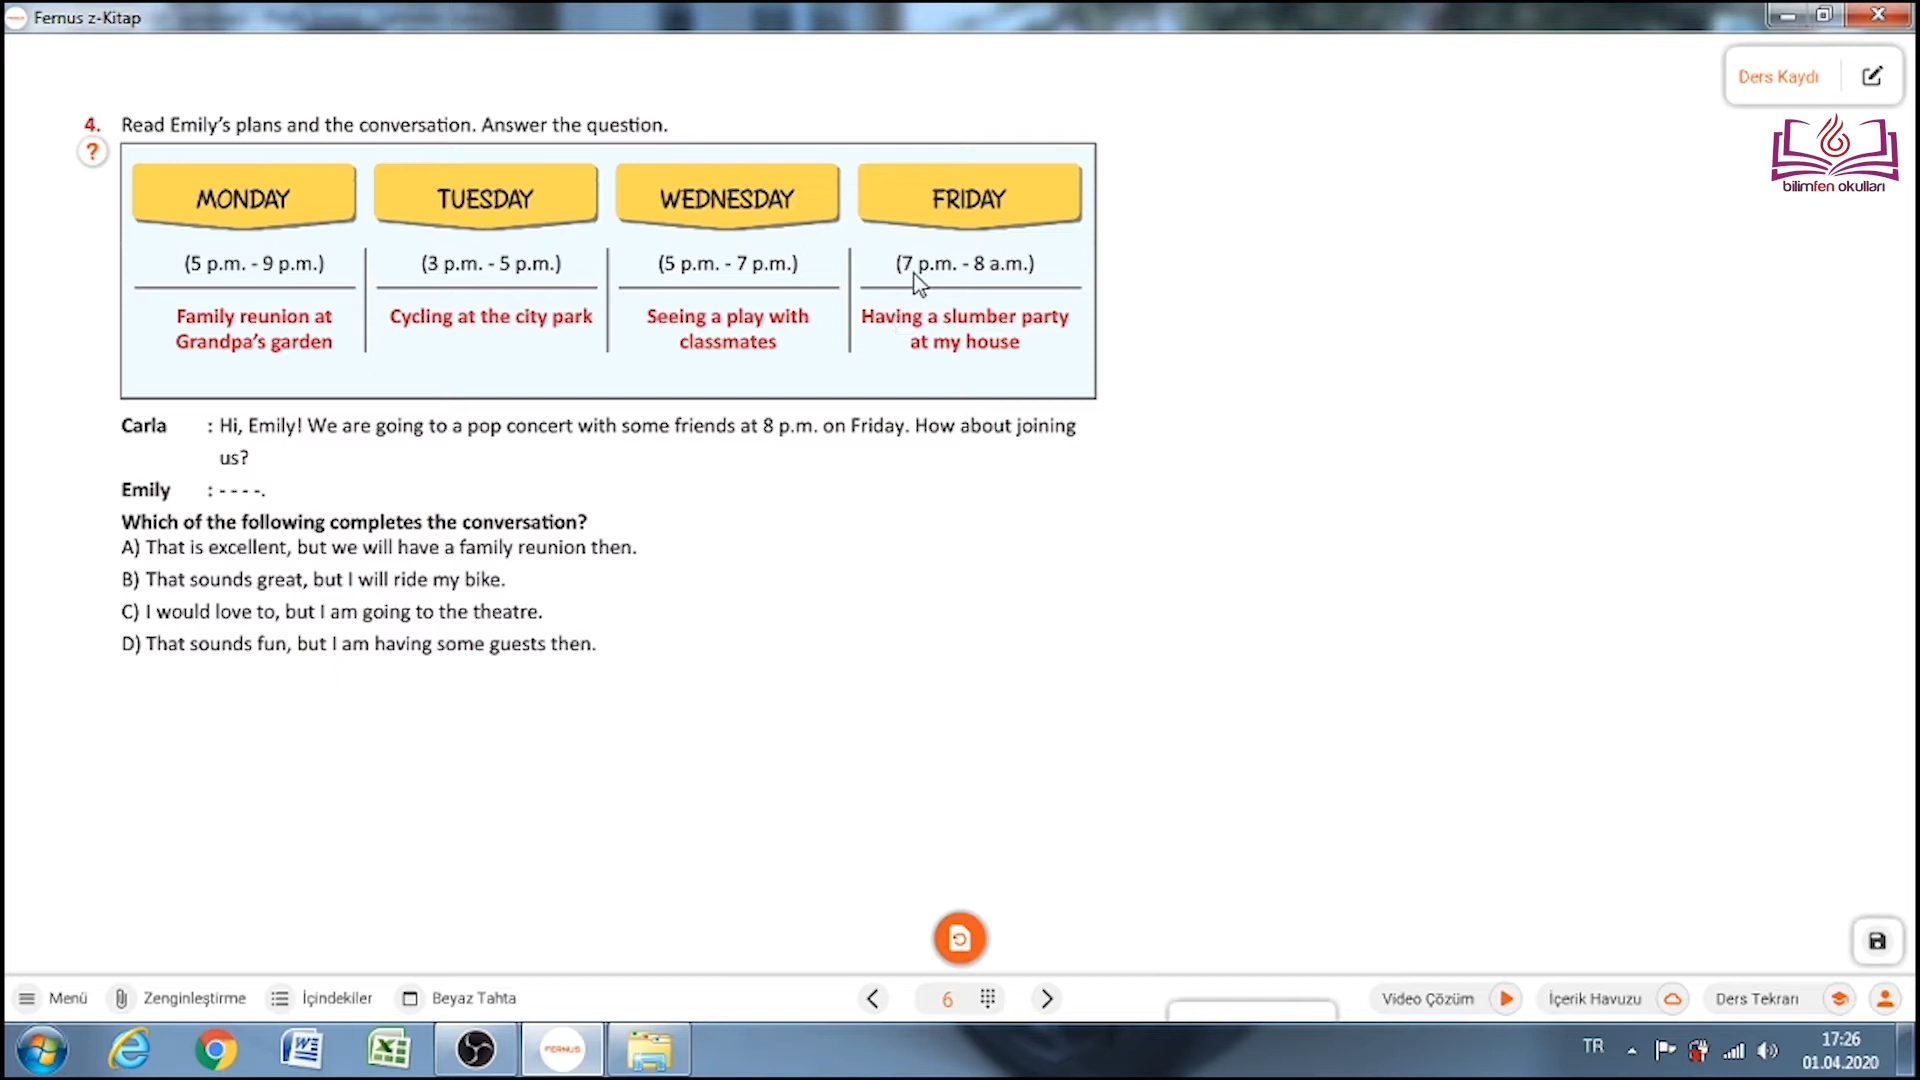 Fernus z-Kitap
Ders Kaydı
bilimfen okulları
4. Read Emily's plans and the conversation. Answer the question.
?
MONDAY TUESDAY WEDNESDAY FRIDAY
(5 p.m. - 9 p.m.) (3 p.m. - 5 p.m.) (5 p.m. - 7 p.m.) (7 p.m. - 8 a.m.)
Family reunion at Cycling at the city park Seeing a play with Having a slumber party
Grandpa's garden classmates at my house
Carla : Hi, Emily! We are going to a pop concert with some friends at 8 p.m. on Friday. How about joining
us?
Emily : - - - -.
Which of the following completes the conversation?
A) That is excellent, but we will have a family reunion then.
B) That sounds great, but I will ride my bike.
C) I would love to, but I am going to the theatre.
D) That sounds fun, but I am having some guests then.
Menü Zenginleştirme İçindekiler Beyaz Tahta 6 Video Çözüm İçerik Havuzu Ders Tekrarı
FERNUS
TR 17:26
01.04.2020